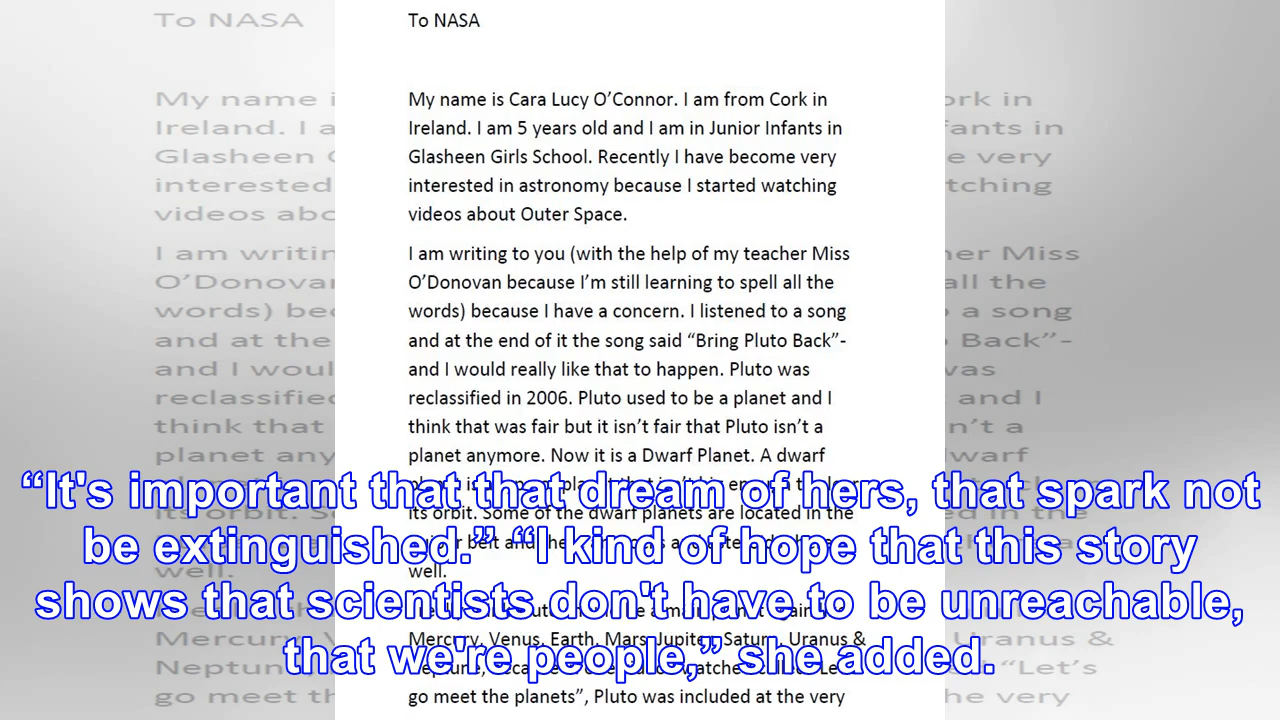 To NASA
My name is Cara Lucy O’Connor. I am from Cork in
Ireland. I am 5 years old and I am in Junior Infants in
Glasheen Girls School. Recently I have become very
interested in astronomy because I started watching
videos about Outer Space.
I am writing to you (with the help of my teacher Miss
O’Donovan because I’m still learning to spell all the
words) because I have a concern. I listened to a song
and at the end of it the song said “Bring Pluto Back”-
and I would really like that to happen. Pluto was
reclassified in 2006. Pluto used to be a planet and I
think that was fair but it isn’t fair that Pluto isn’t a
planet anymore. Now it is a Dwarf Planet. A dwarf
its orbit. Some of the dwarf planets are located in the
well.
Mercury, Venus, Earth, Mars, Jupiter, Saturn, Uranus &
go meet the planets”, Pluto was included at the very
“It's important that that dream of hers, that spark not
be extinguished.” “I kind of hope that this story
shows that scientists don't have to be unreachable,
that we're people,” she added.